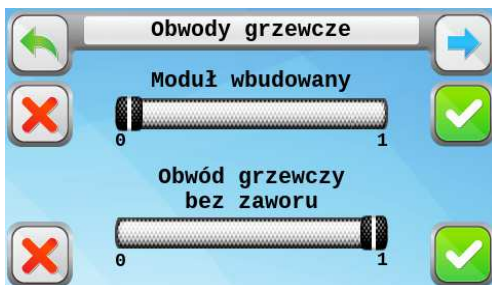 Obwody grzewcze
Moduł wbudowany
0 1
Obwód grzewczy
bez zaworu
0 1